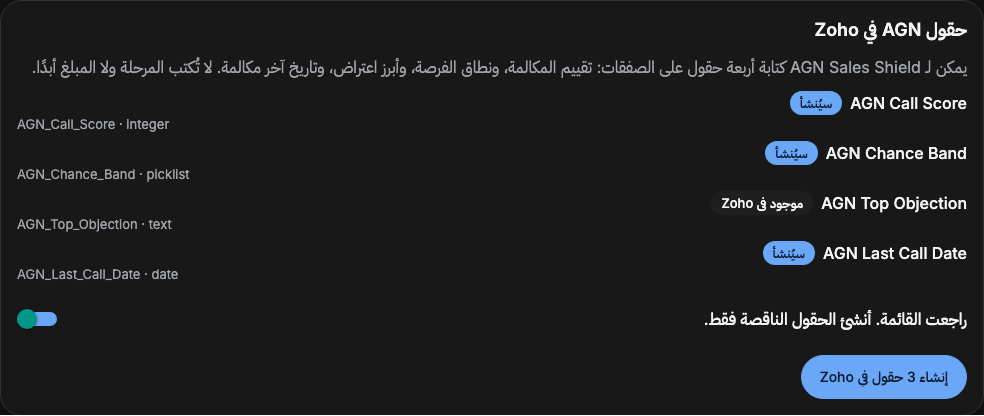 حقول AGN في Zoho
يمكن لـ AGN Sales Shield كتابة أربعة حقول على الصفقات: تقييم المكالمة، ونطاق الفرصة، وأبرز اعتراض، وتاريخ آخر مكالمة. لا تُكتب المرحلة ولا المبلغ أبدًا.
AGN Call Score سيُنشأ
AGN_Call_Score · integer
AGN Chance Band سيُنشأ
AGN_Chance_Band · picklist
AGN Top Objection موجود في Zoho
AGN_Top_Objection · text
AGN Last Call Date سيُنشأ
AGN_Last_Call_Date · date
راجعت القائمة. أنشئ الحقول الناقصة فقط.
إنشاء 3 حقول في Zoho